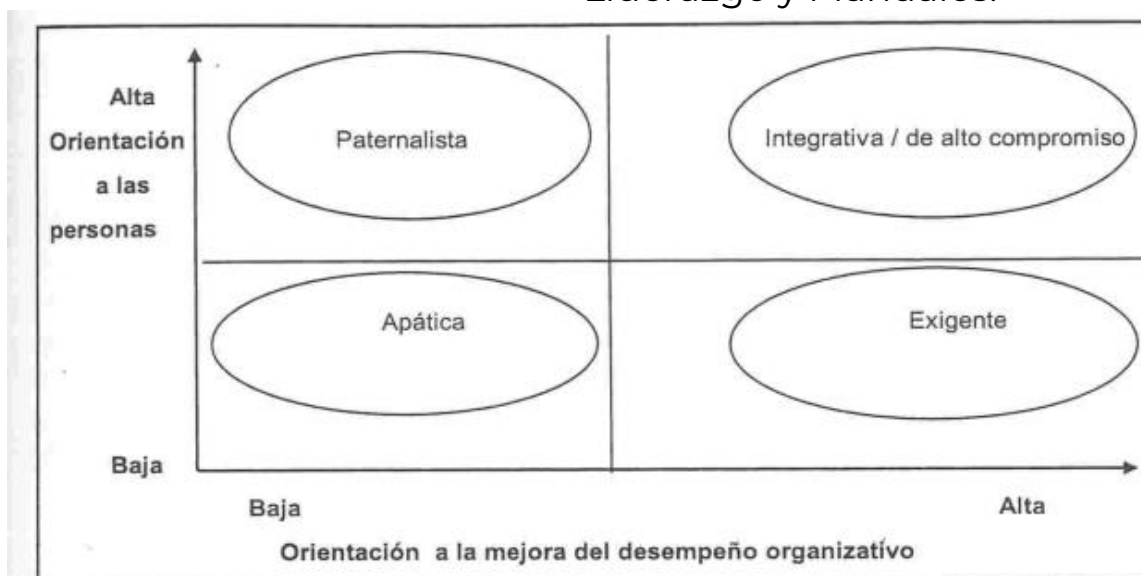 Alta
Orientación
a las
personas
Paternalista
Integrativa / de alto compromiso
Apática
Exigente
Baja
Baja
Alta
Orientación a la mejora del desempeño organizatívo